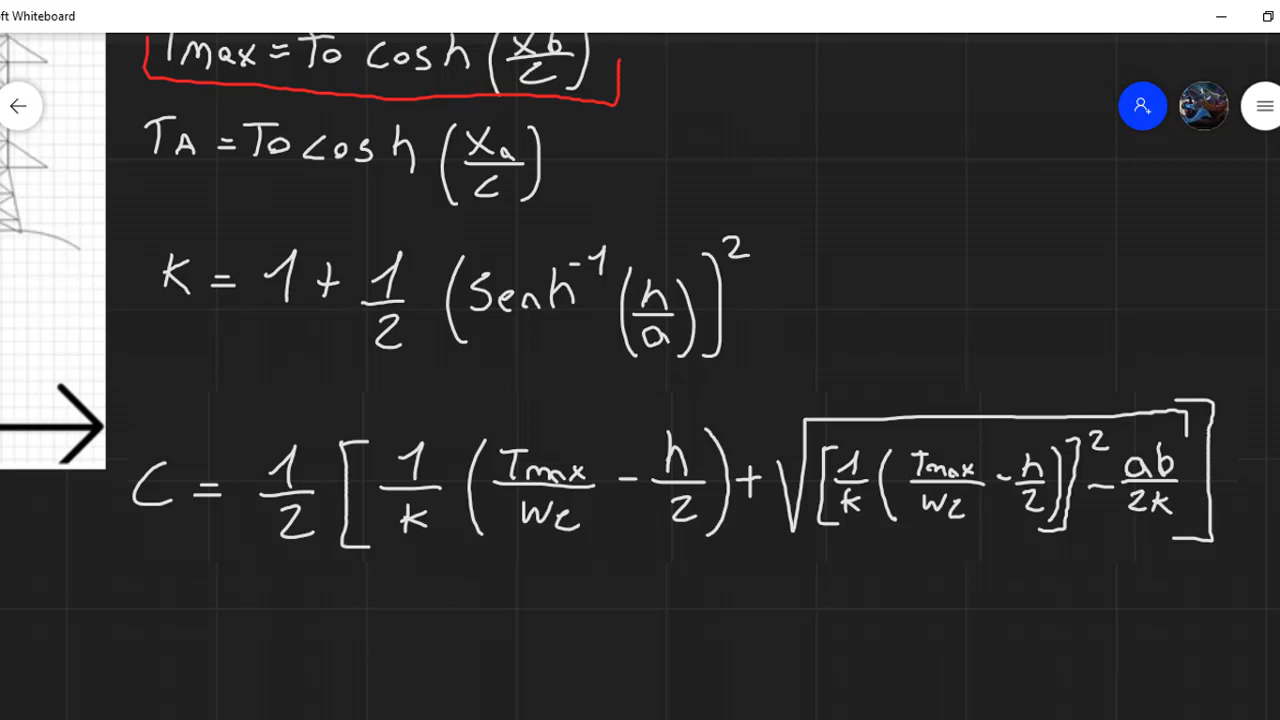 ft Whiteboard
Tmax = To cosh (xb/c)
TA = To cosh (xa/c)
K = 1 + 1/2 (Senh^-1 (h/a)]^2
C = 1/2 [1/k (Tmax/Wc - h/2) + √([1/k (Tmax/Wc - h/2)]^2 - ab/2k)]